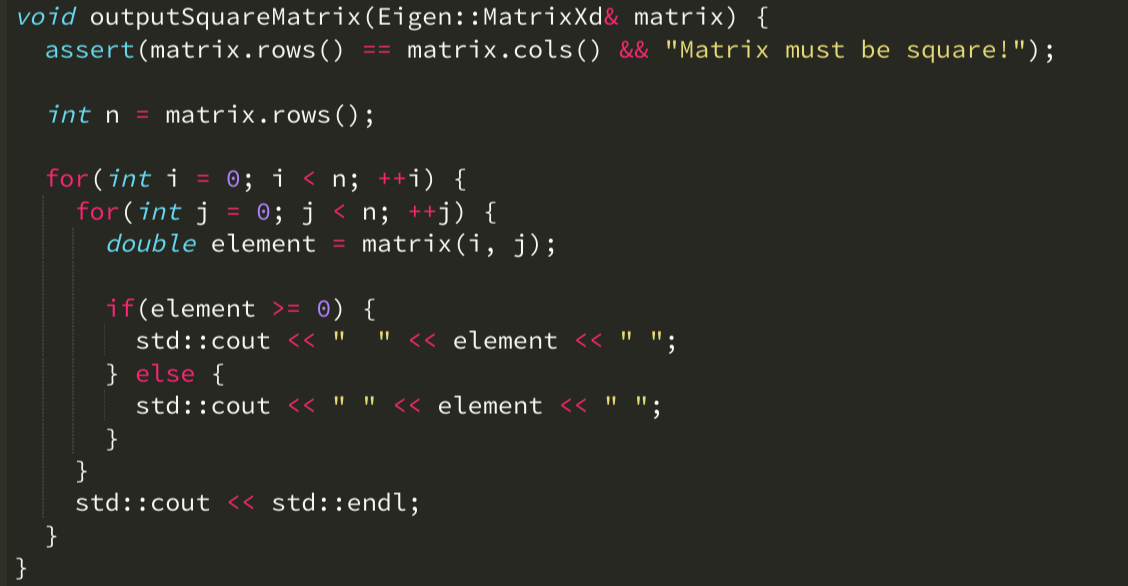 void outputSquareMatrix(Eigen::MatrixXd& matrix) {
  assert(matrix.rows() == matrix.cols() && "Matrix must be square!");

  int n = matrix.rows();

  for(int i = 0; i < n; ++i) {
    for(int j = 0; j < n; ++j) {
      double element = matrix(i, j);

      if(element >= 0) {
        std::cout << "  " << element << " ";
      } else {
        std::cout << " " << element << " ";
      }
    }
    std::cout << std::endl;
  }
}